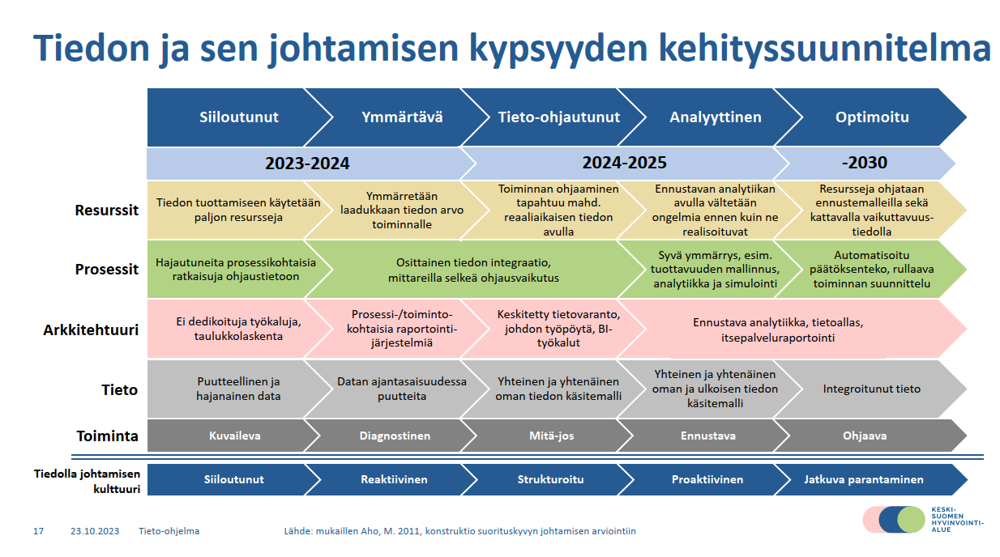 Tiedon ja sen johtamisen kypsyyden kehityssuunnitelma
Siiloutunut
Ymmärtävä
Tieto-ohjautunut
Analyyttinen
Optimoitu
2023-2024
2024-2025
-2030
Resurssit
Tiedon tuottamiseen käytetään
paljon resursseja
Ymmärretään
laadukkaan tiedon arvo
toiminnalle
Toiminnan ohjaaminen
tapahtuu mahd.
reaaliaikaisen tiedon
avulla
Ennustavan analytiikan
avulla vältetään
ongelmia ennen kuin ne
realisoituvat
Resursseja ohjataan
ennustemalleilla sekä
kattavalla vaikuttavuus-
tiedolla
Prosessit
Hajautuneita prosessikohtaisia
ratkaisuja ohjaustietoon
Osittainen tiedon integraatio,
mittareilla selkeä ohjausvaikutus
Syvä ymmärrys, esim.
tuottavuuden mallinnus,
analytiikka ja simulointi
Automatisoitu
päätöksenteko, rullaava
toiminnan suunnittelu
Arkkitehtuuri
Ei dedikoituja työkaluja,
taulukkolaskenta
Prosessi-/toiminto-
kohtaisia raportointi-
järjestelmiä
Keskitetty tietovaranto,
johdon työpöytä, BI-
työkalut
Ennustava analytiikka, tietoallas,
itsepalveluraportointi
Tieto
Puutteellinen ja
hajanainen data
Datan ajantasaisuudessa
puutteita
Yhteinen ja yhtenäinen
oman tiedon käsitemalli
Yhteinen ja yhtenäinen
oman ja ulkoisen tiedon
käsitemalli
Integroitunut tieto
Toiminta
Kuvaileva
Diagnostinen
Mitä-jos
Ennustava
Ohjaava
Tiedolla johtamisen
kulttuuri
Siiloutunut
Reaktiivinen
Strukturoitu
Proaktiivinen
Jatkuva parantaminen
17
23.10.2023
Tieto-ohjelma
Lähde: mukaillen Aho, M. 2011, konstruktio suorituskyvyn johtamisen arviointiin
KESKI-
SUOMEN
HYVINVOINTI-
ALUE